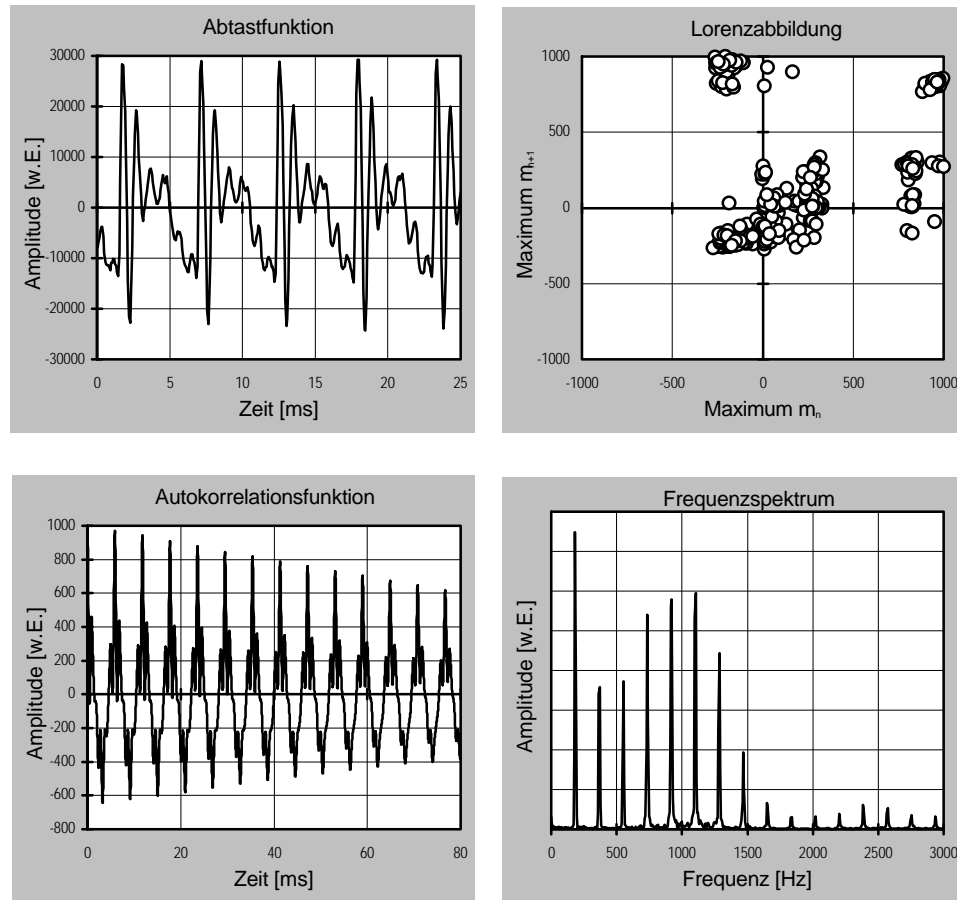 Abtastfunktion
30000
20000
10000
0
-10000
-20000
-30000
Amplitude [w.E.]
0 5 10 15 20 25
Zeit [ms]
Lorenzabbildung
1000
500
0
-500
-1000
Maximum mn+1
-1000 -500 0 500 1000
Maximum mn
Autokorrelationsfunktion
1000
800
600
400
200
0
-200
-400
-600
-800
Amplitude [w.E.]
0 20 40 60 80
Zeit [ms]
Frequenzspektrum
Amplitude [w.E.]
0 500 1000 1500 2000 2500 3000
Frequenz [Hz]